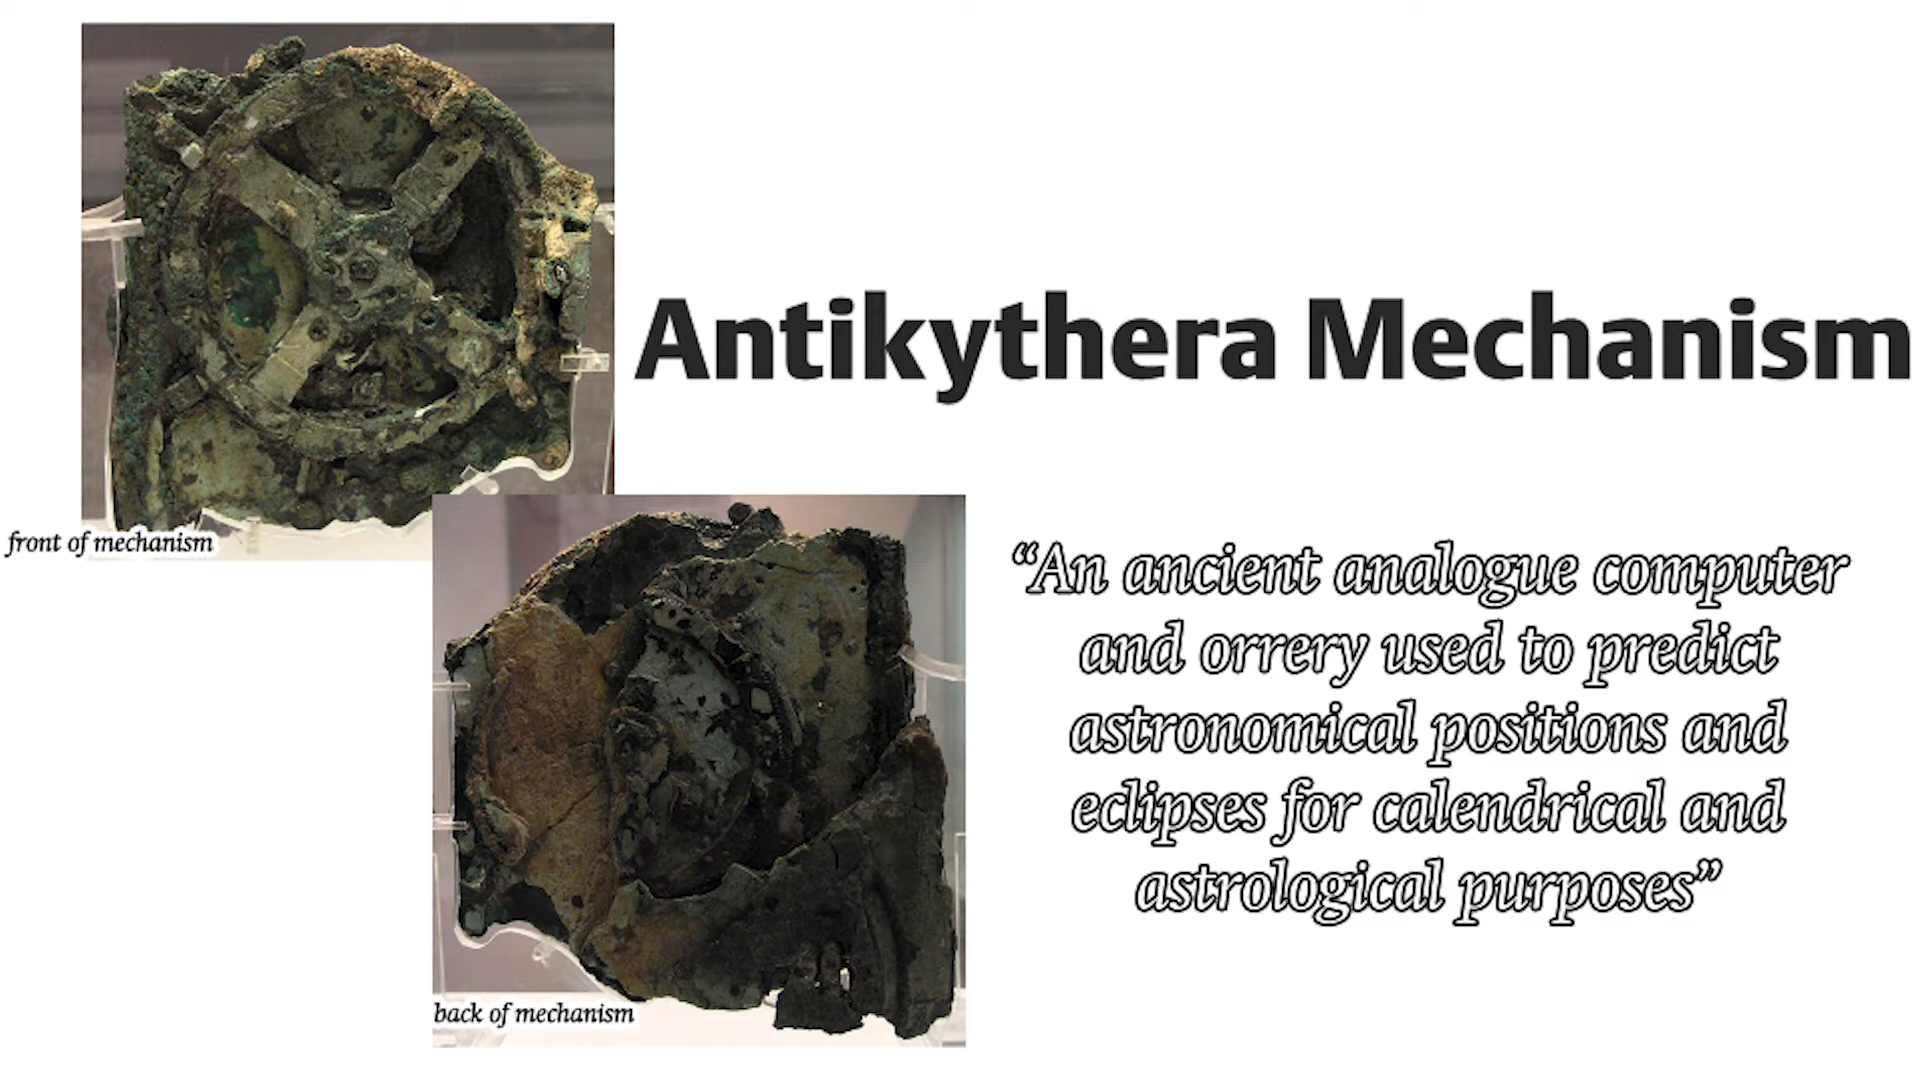 Antikythera Mechanism
front of mechanism
back of mechanism
“An ancient analogue computer
and orrery used to predict
astronomical positions and
eclipses for calendrical and
astrological purposes”